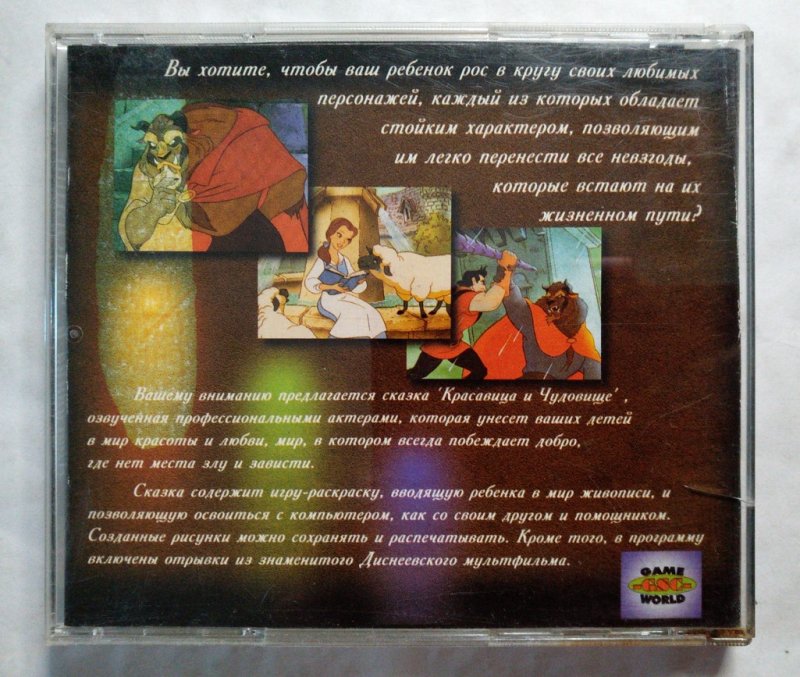 Вы хотите, чтобы ваш ребенок рос в кругу своих любимых
персонажей, каждый из которых обладает
стойким характером, позволяющим
им легко перенести все невзгоды,
которые встают на их
жизненном пути?
Вашему вниманию предлагается сказка 'Красавица и Чудовище' ,
озвученная профессиональными актерами, которая унесет ваших детей
в мир красоты и любви, мир, в котором всегда побеждает добро,
где нет места злу и зависти.
Сказка содержит игру-раскраску, вводящую ребенка в мир живописи, и
позволяющую освоиться с компьютером, как со своим другом и помощником.
Созданные рисунки можно сохранять и распечатывать. Кроме того, в программу
включены отрывки из знаменитого Диснеевского мультфильма.
GAME
GSC
WORLD